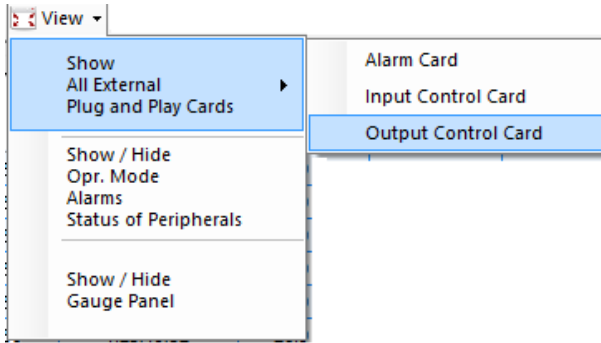 View
Show
All External
Plug and Play Cards
Alarm Card
Input Control Card
Output Control Card
Show / Hide
Opr. Mode
Alarms
Status of Peripherals
Show / Hide
Gauge Panel